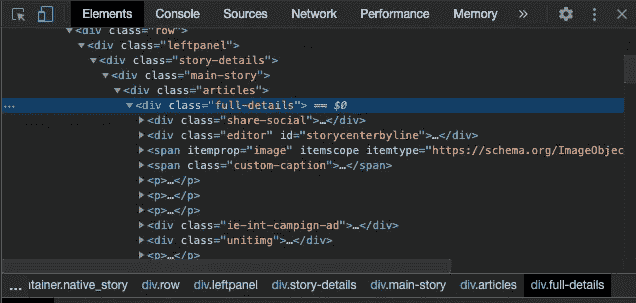 Elements Console Sources Network Performance Memory »
▼<div class="row">
▼<div class="leftpanel">
▼<div class="story-details">
▼<div class="main-story">
▼<div class="articles">
… ▼<div class="full-details"> == $0
▶<div class="share-social">…</div>
▶<div class="editor" id="storycenterbyline">…</div>
▶<span itemprop="image" itemscope itemtype="https://schema.org/ImageObjec
▶<span class="custom-caption">…</span>
▶<p>…</p>
▶<p>…</p>
▶<p>…</p>
▶<div class="ie-int-campign-ad">…</div>
▶<div class="unitimg">…</div>
▶<p>…</p>
… ntainer.native_story div.row div.leftpanel div.story-details div.main-story div.articles div.full-details